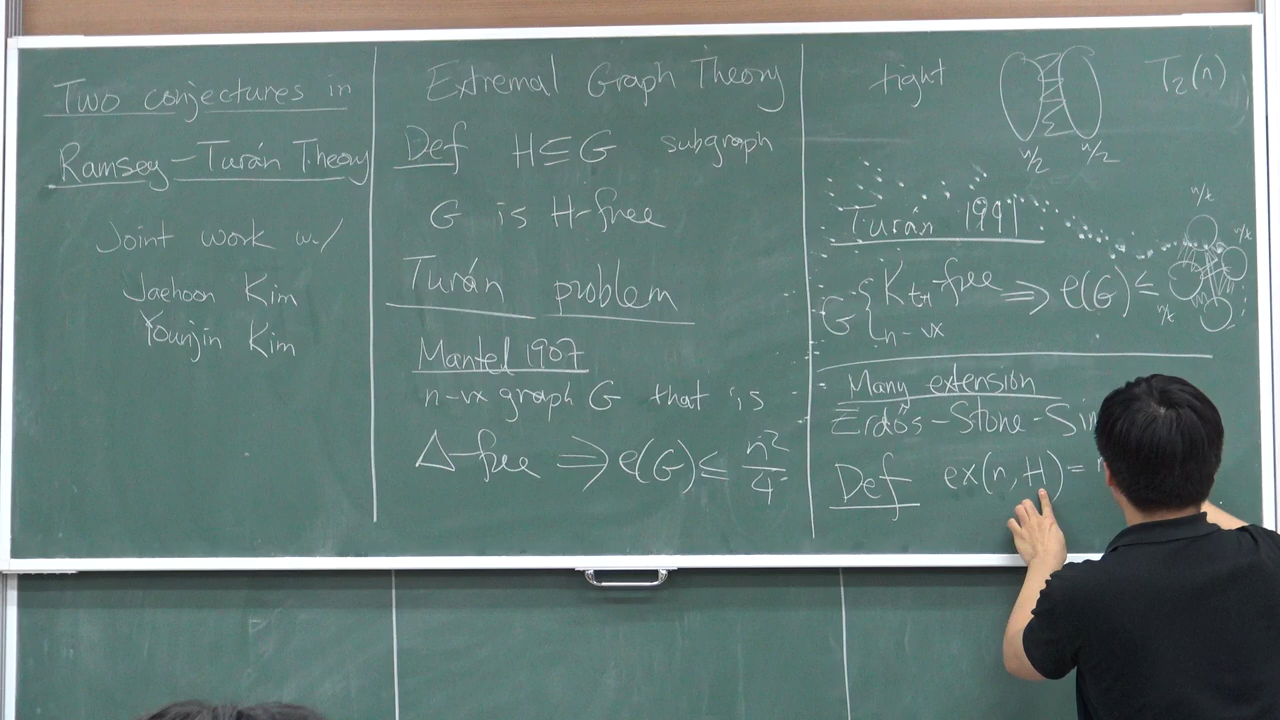 Two conjectures in
Ramsey-Turán Theory
Joint work w/
Jaehoon Kim
Younjin Kim
Extremal Graph Theory
Def H⊆G subgraph
G is H-free
Turán problem
Mantel 1907
n-vx graph G that is
Δ-free ⇒ e(G) ≤ n²/4
tight T₂(n)
n/2 n/2
Turán 1991
n/t
n/t
G { K_{t+1}-free ⇒ e(G) ≤
n-vx
n/t
Many extension
Erdős-Stone-Sim
Def ex(n,H) =